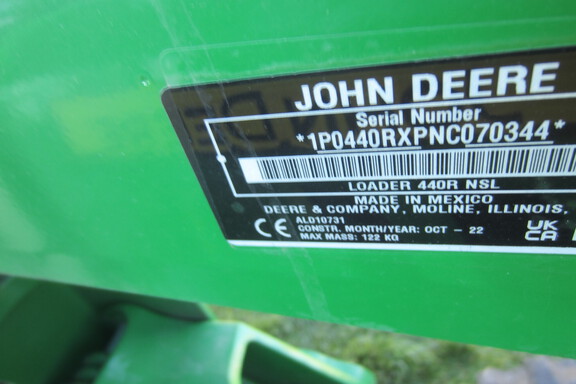 JOHN DEERE
Serial Number
*1P0440RXPNC070344*
LOADER 440R NSL
MADE IN MEXICO
DEERE & COMPANY, MOLINE, ILLINOIS,
ALD10731
CE CONSTR. MONTH/YEAR: OCT - 22 UK
MAX MASS: 122 KG CA